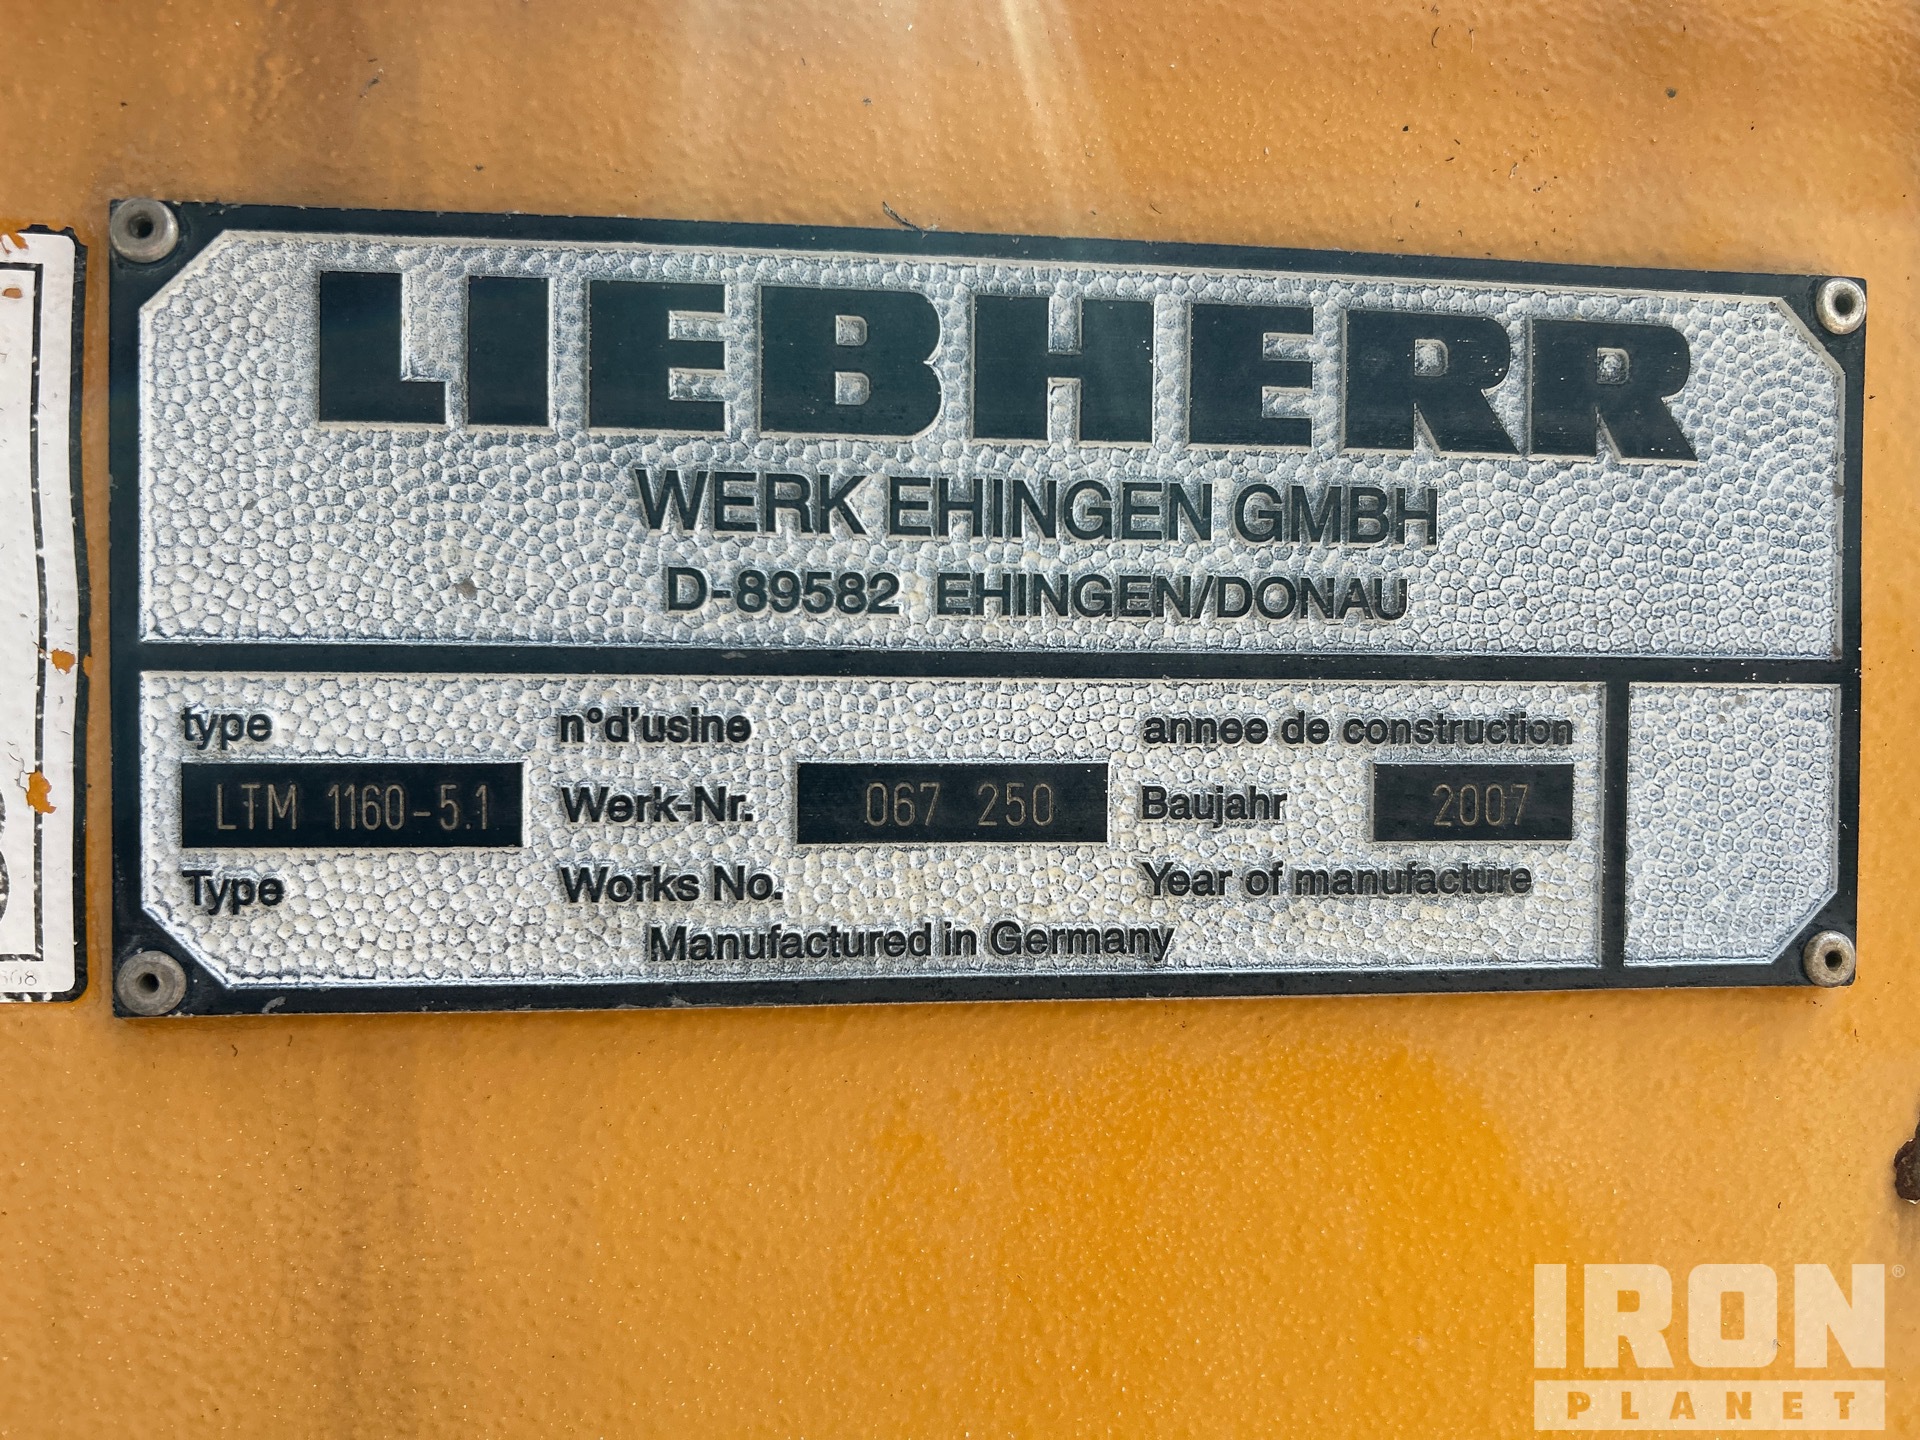 LIEBHERR
WERK EHINGEN GMBH
D-89582 EHINGEN/DONAU
type n°d'usine annee de construction
LTM 1160-5.1 Werk-Nr. 067 250 Baujahr 2007
Type Works No. Year of manufacture
Manufactured in Germany
IRON®
PLANET